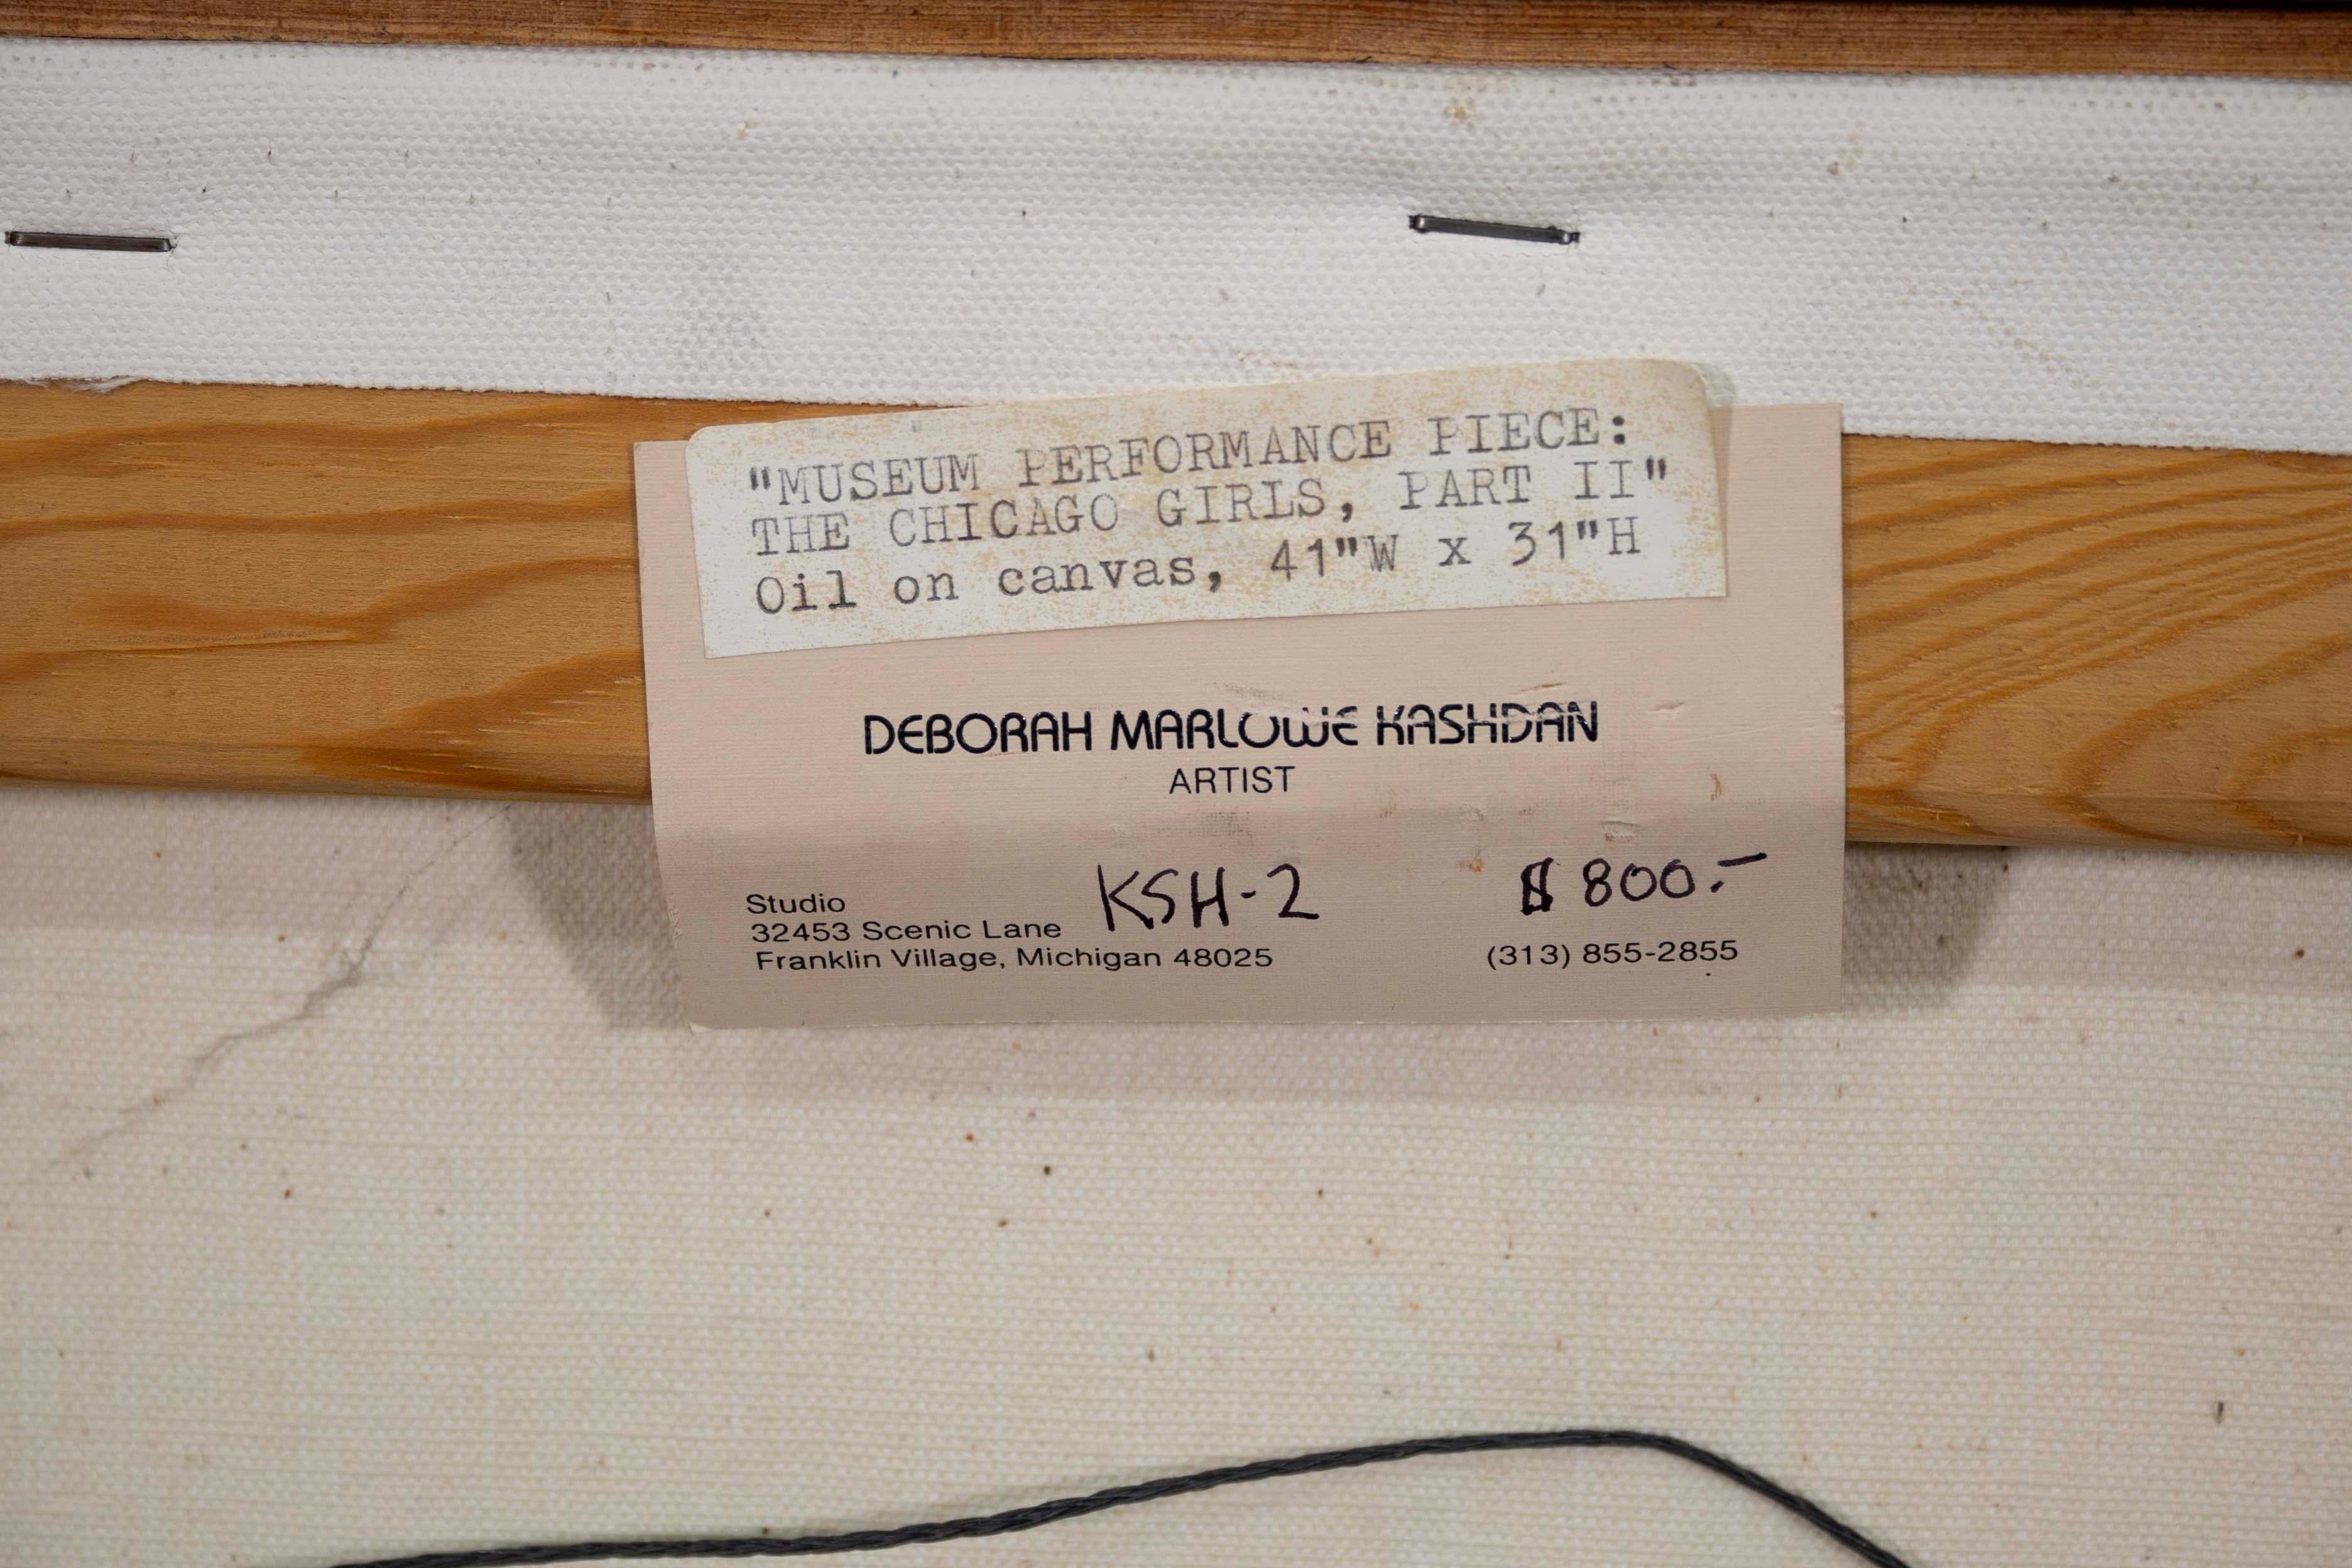 "MUSEUM PERFORMANCE PIECE:
THE CHICAGO GIRLS, PART II"
Oil on canvas, 41"W x 31"H
DEBORAH MARLOWE KASHDAN
ARTIST
KSH-2 $ 800.-
Studio
32453 Scenic Lane
Franklin Village, Michigan 48025 (313) 855-2855